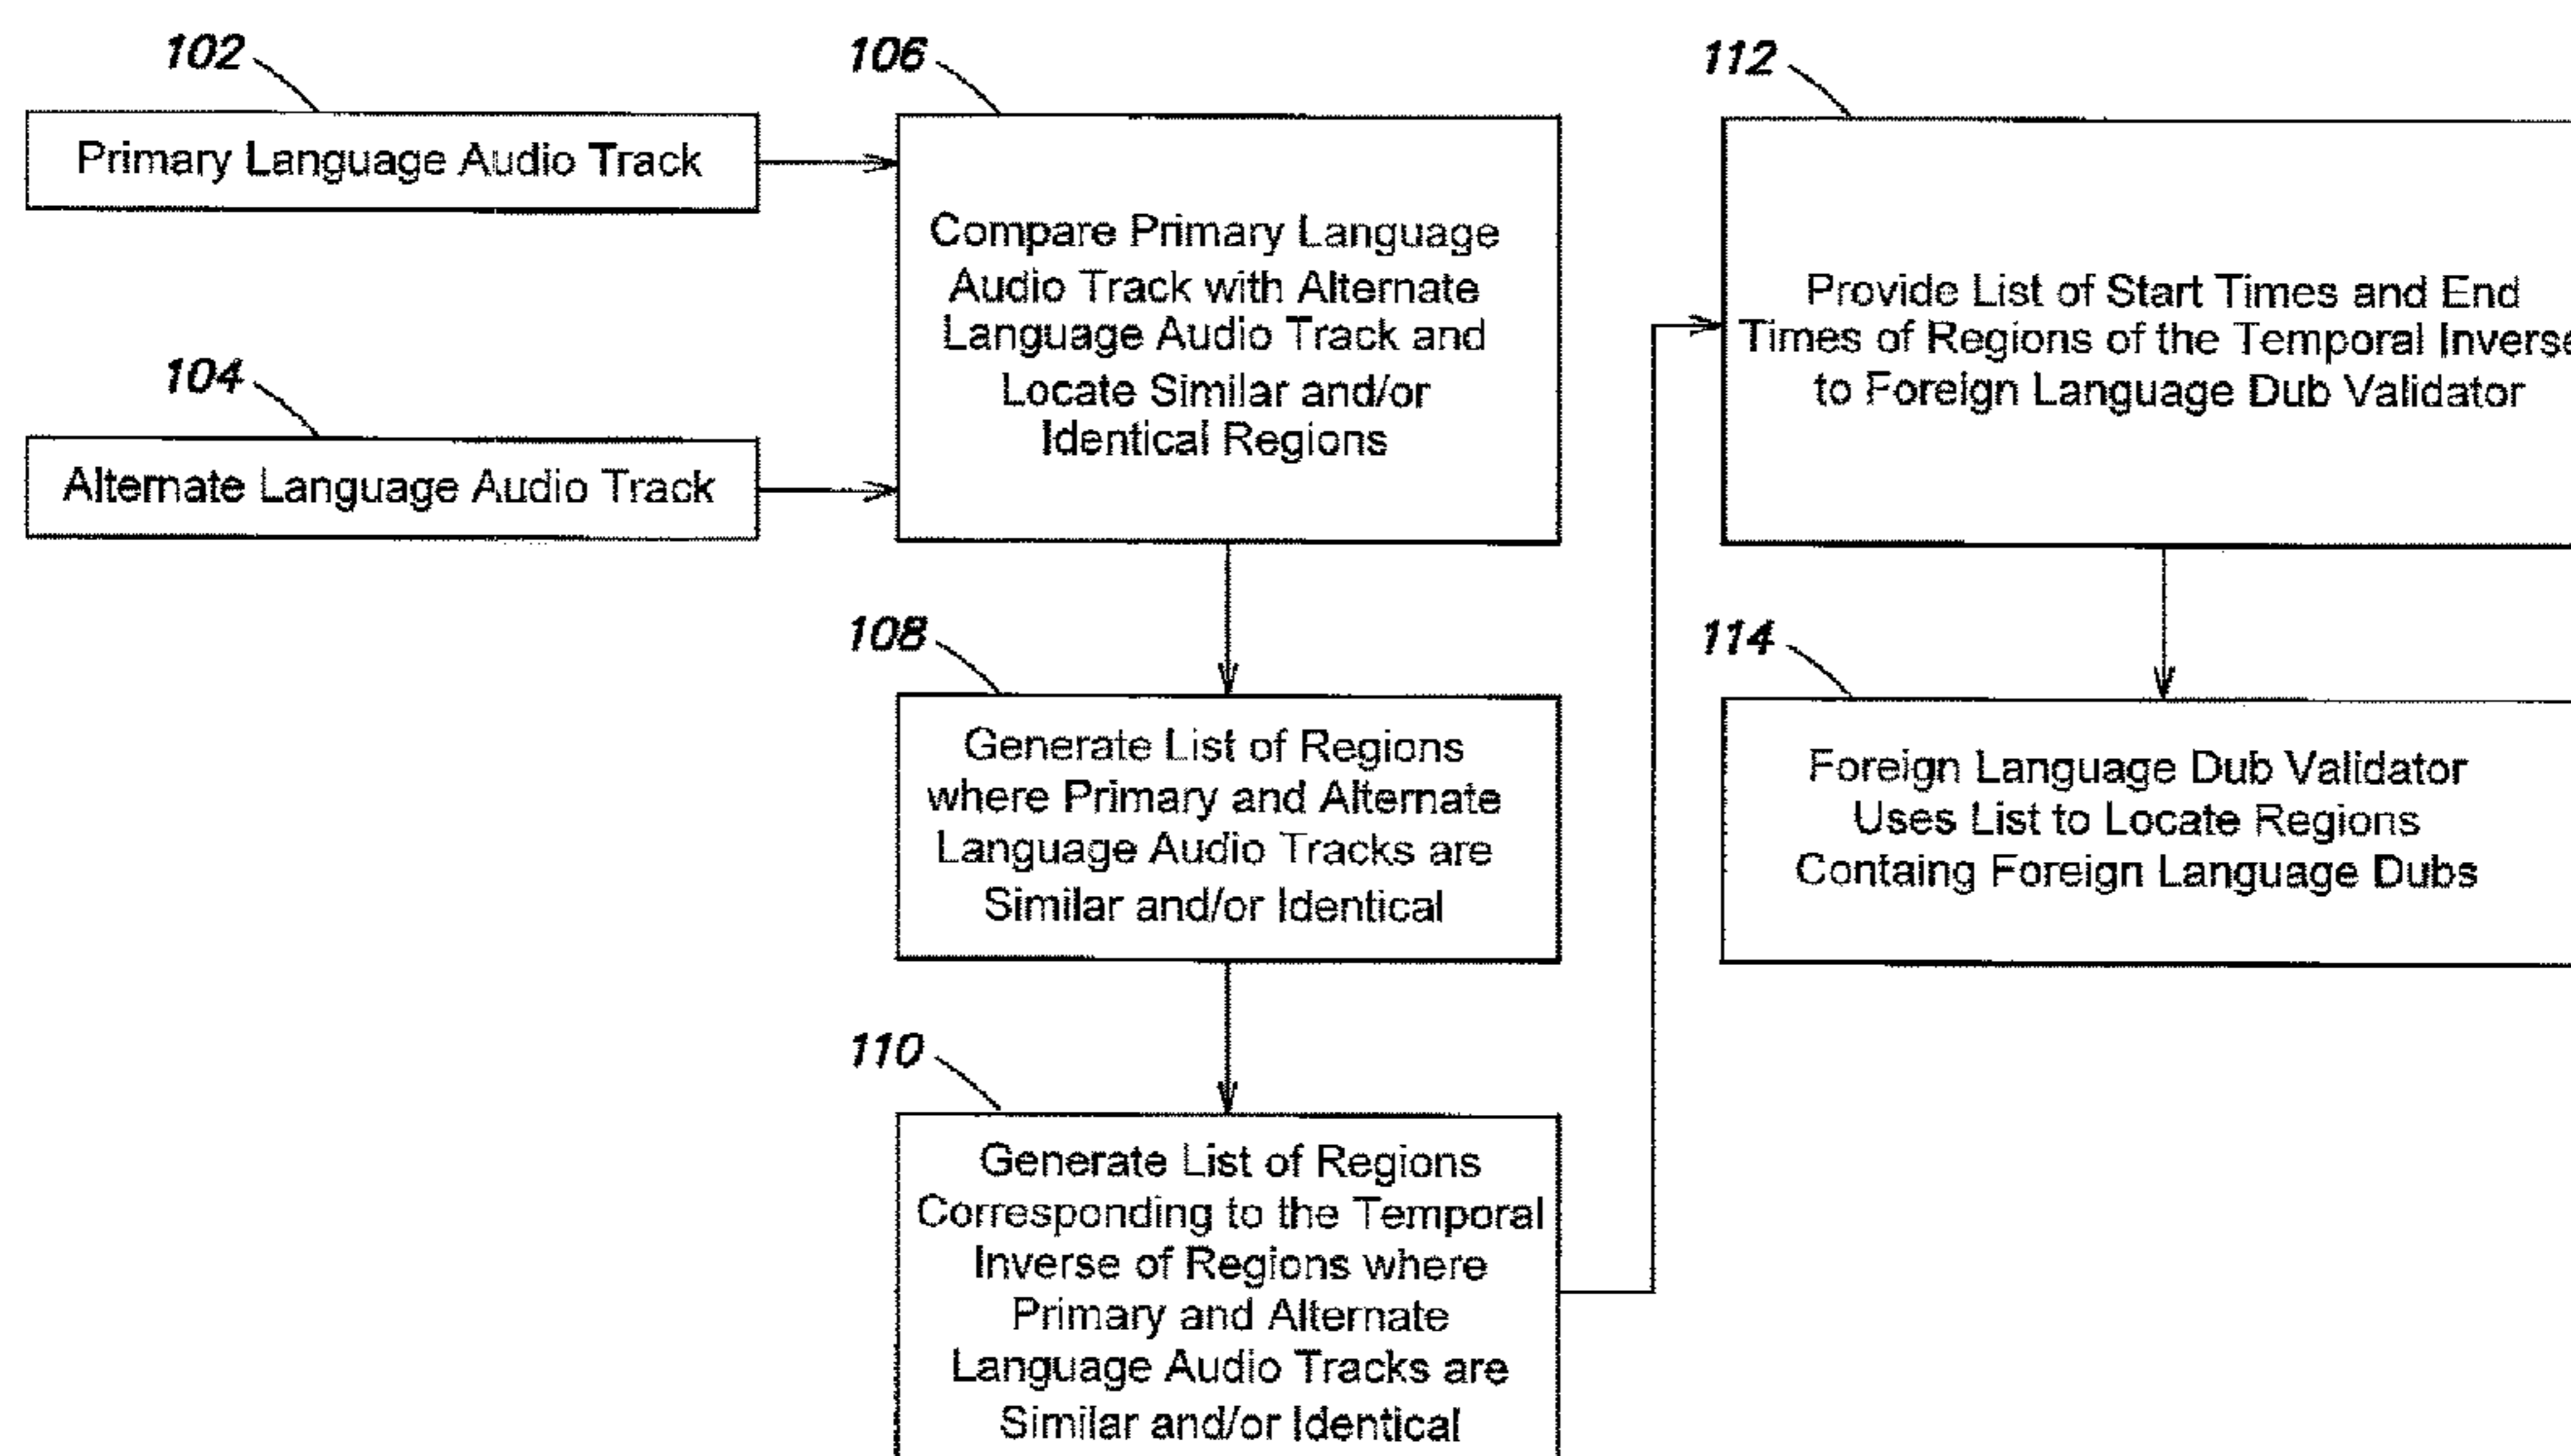 102
Primary Language Audio Track
104
Alternate Language Audio Track
106
Compare Primary Language
Audio Track with Alternate
Language Audio Track and
Locate Similar and/or
Identical Regions
108
Generate List of Regions
where Primary and Alternate
Language Audio Tracks are
Similar and/or Identical
110
Generate List of Regions
Corresponding to the Temporal
Inverse of Regions where
Primary and Alternate
Language Audio Tracks are
Similar and/or Identical
112
Provide List of Start Times and End
Times of Regions of the Temporal Inverse
to Foreign Language Dub Validator
114
Foreign Language Dub Validator
Uses List to Locate Regions
Containg Foreign Language Dubs